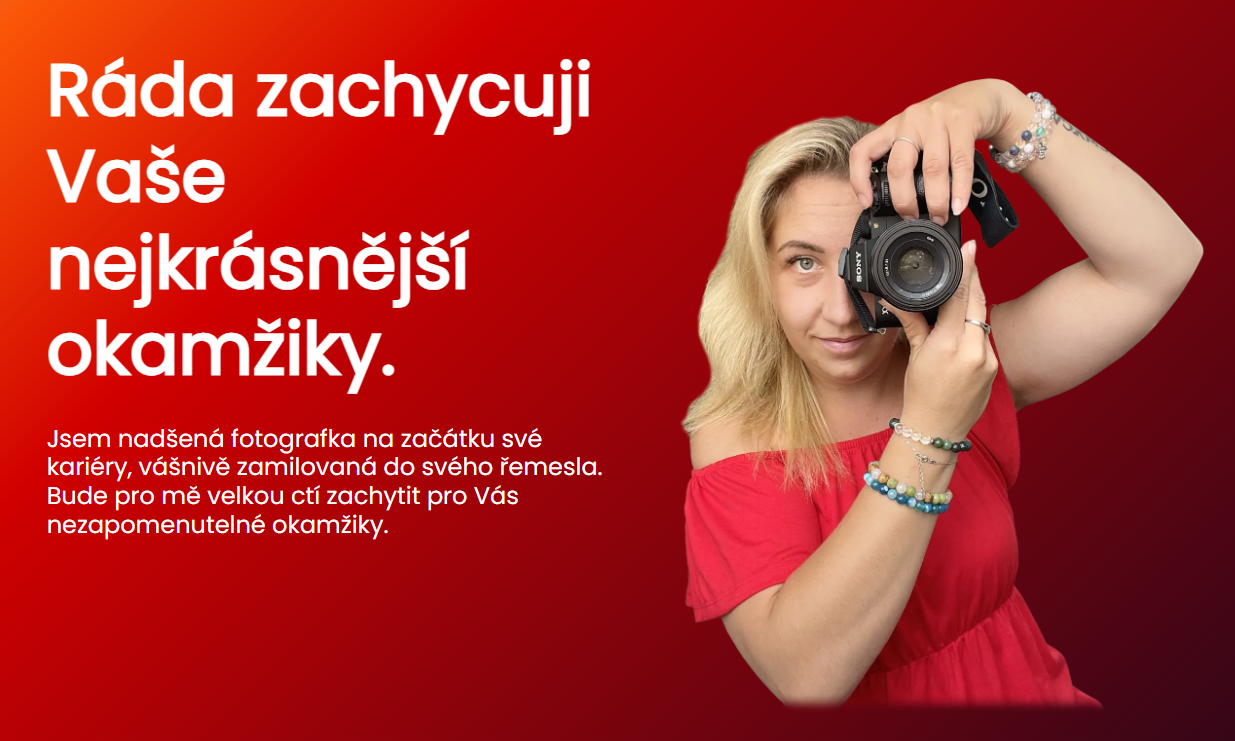 Ráda zachycuji
Vaše
nejkrásnější
okamžiky.
Jsem nadšená fotografka na začátku své
kariéry, vášnivě zamilovaná do svého řemesla.
Bude pro mě velkou ctí zachytit pro Vás
nezapomenutelné okamžiky.
SONY